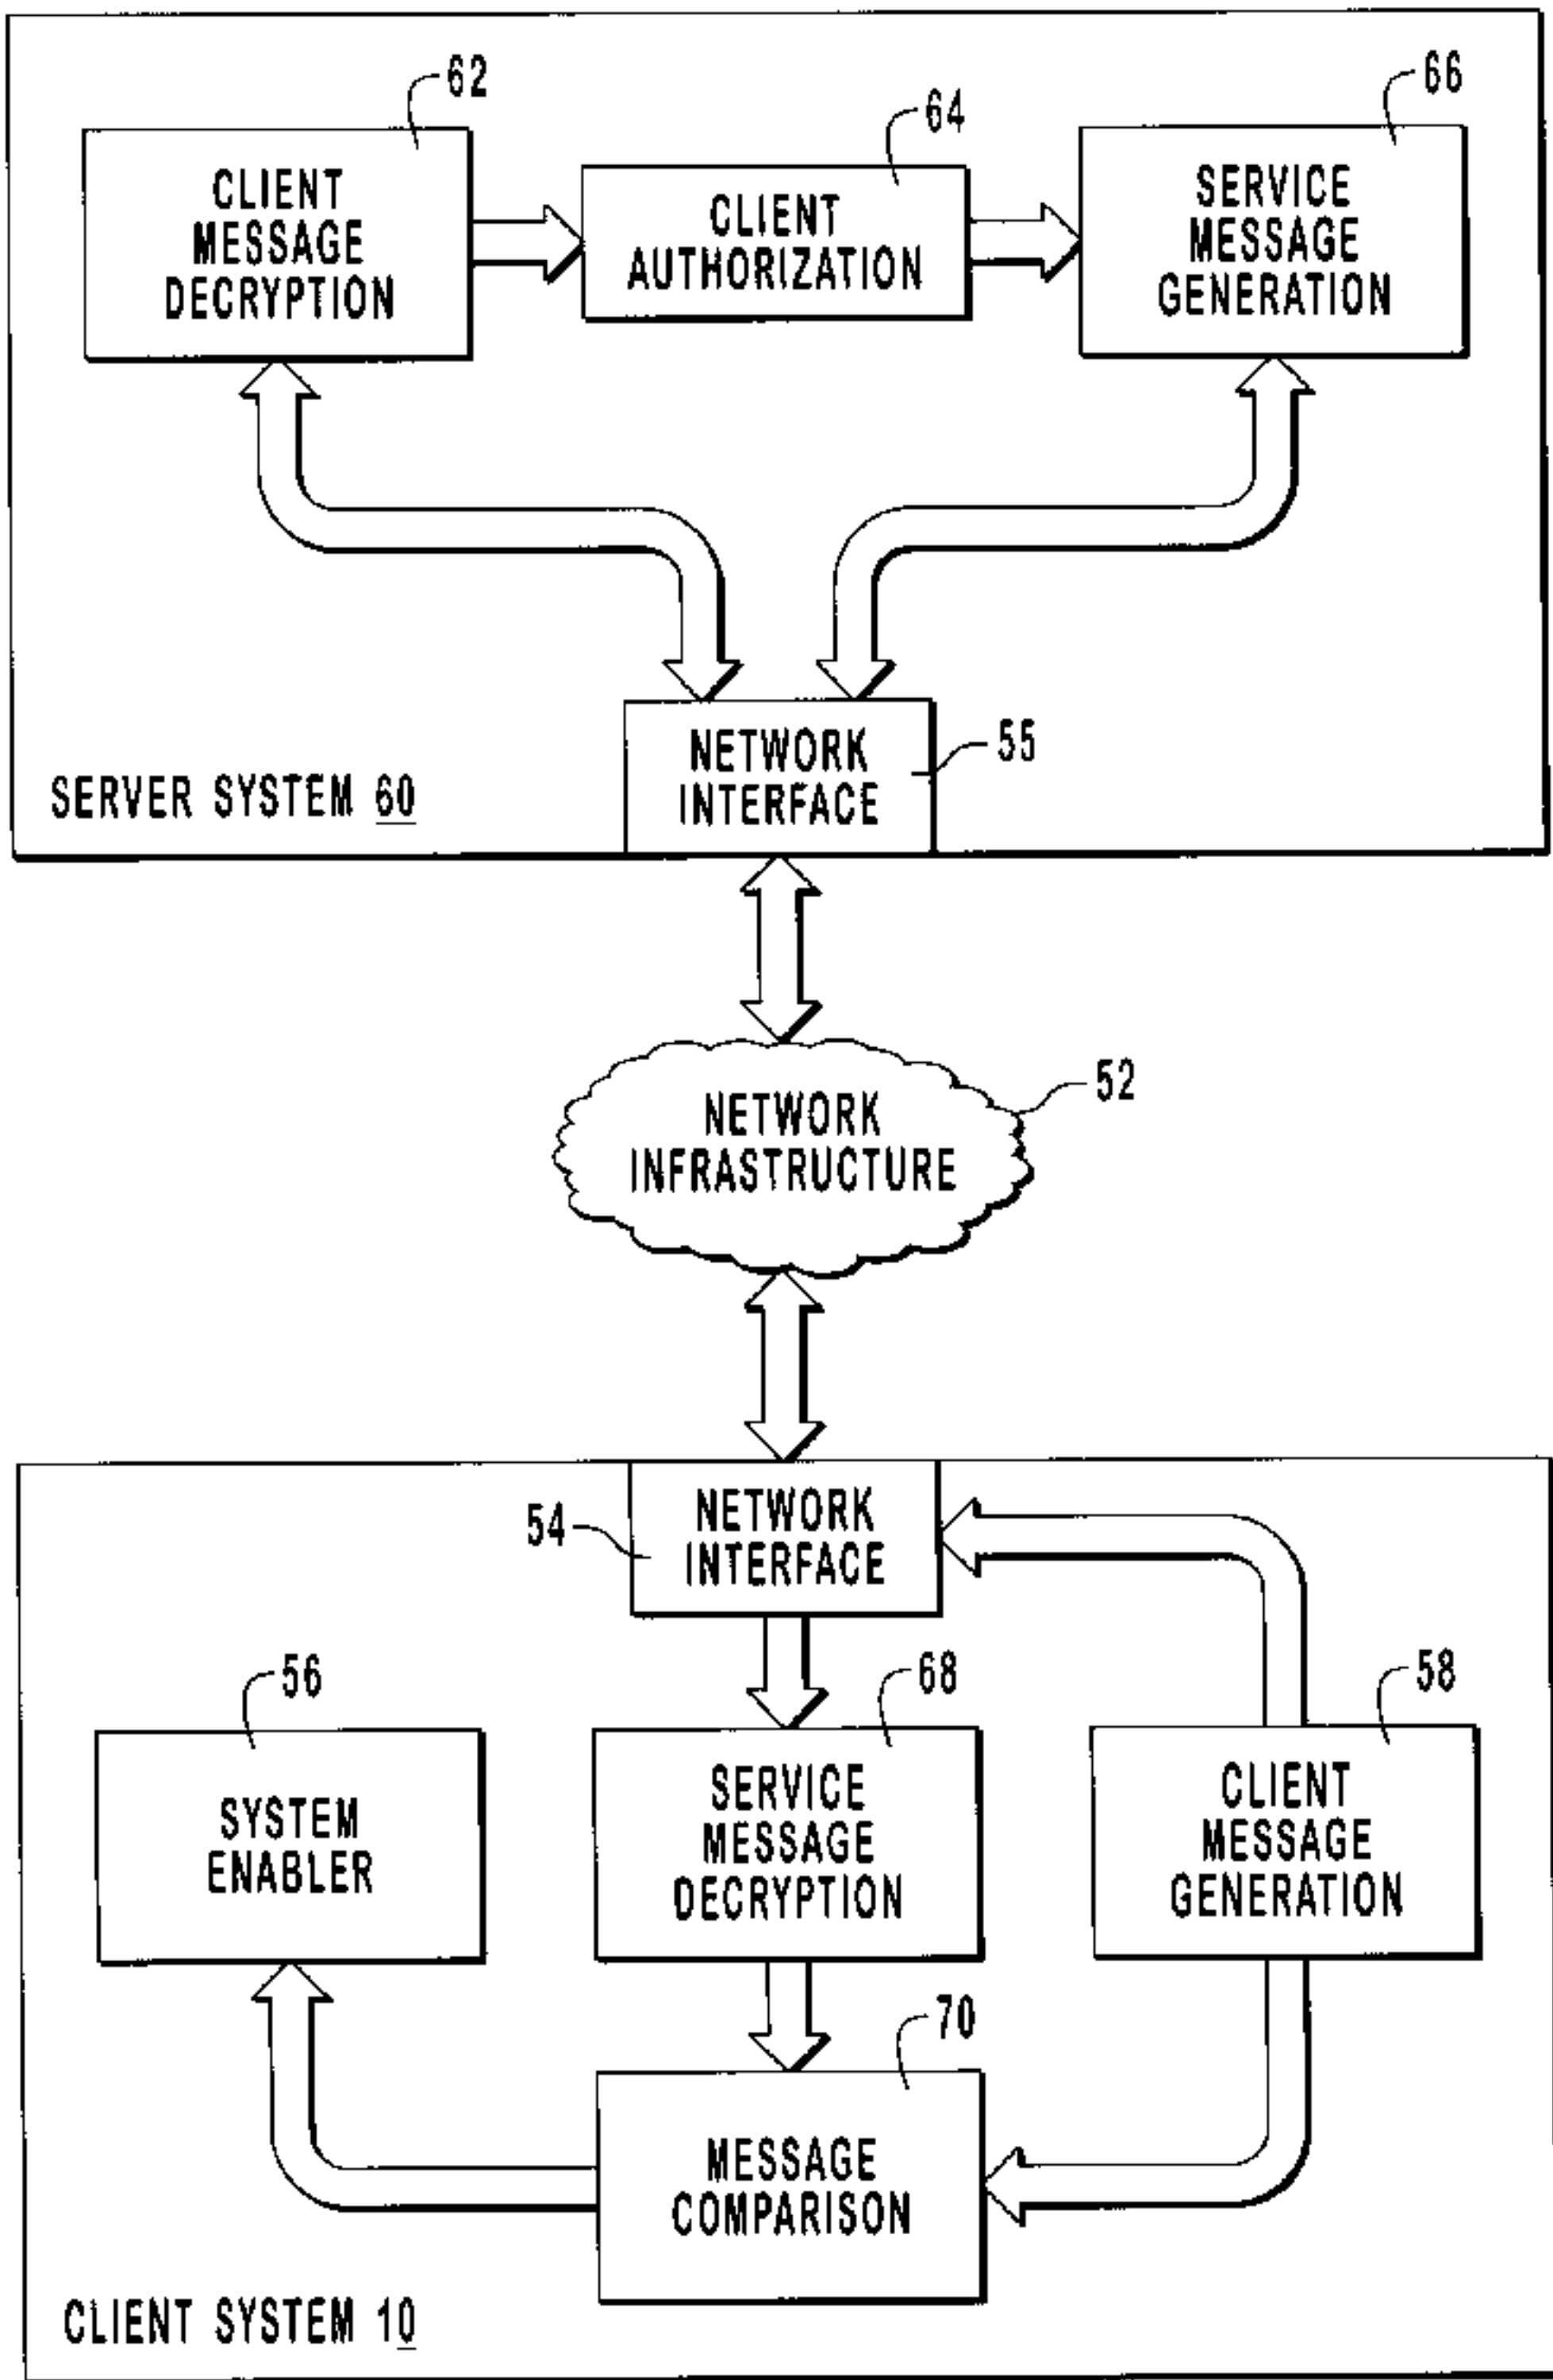 62
64
66
CLIENT
MESSAGE
DECRYPTION
CLIENT
AUTHORIZATION
SERVICE
MESSAGE
GENERATION
NETWORK
INTERFACE
55
SERVER SYSTEM 60
NETWORK
INFRASTRUCTURE
52
NETWORK
INTERFACE
54
56
68
58
SYSTEM
ENABLER
SERVICE
MESSAGE
DECRYPTION
CLIENT
MESSAGE
GENERATION
70
MESSAGE
COMPARISON
CLIENT SYSTEM 10